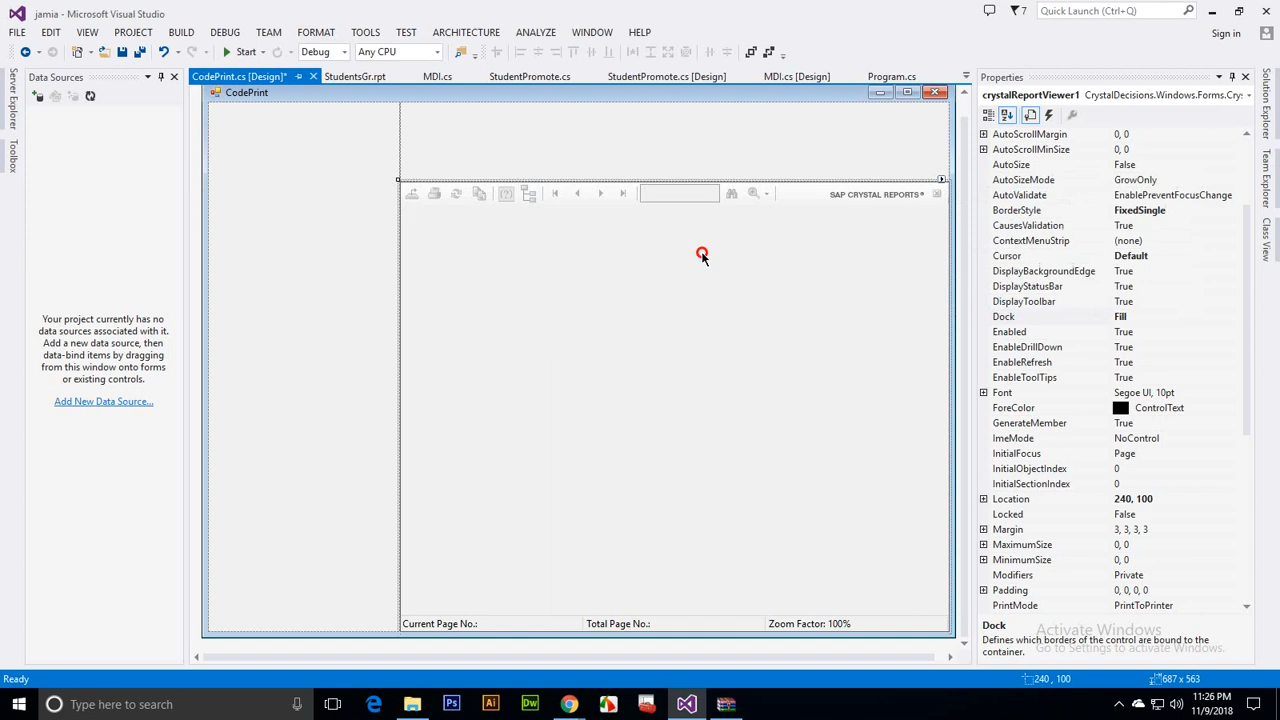 jamia - Microsoft Visual Studio
7
Quick Launch (Ctrl+Q)
FILE EDIT VIEW PROJECT BUILD DEBUG TEAM FORMAT TOOLS TEST ARCHITECTURE ANALYZE WINDOW HELP
Sign in
Start Debug Any CPU
Server Explorer
Toolbox
Data Sources
CodePrint.cs [Design]* StudentsGr.rpt MDI.cs StudentPromote.cs StudentPromote.cs [Design] MDI.cs [Design] Program.cs
CodePrint
SAP CRYSTAL REPORTS®
Your project currently has no
data sources associated with it.
Add a new data source, then
data-bind items by dragging
from this window onto forms
or existing controls.
Add New Data Source...
Current Page No.: Total Page No.: Zoom Factor: 100%
Properties
crystalReportViewer1 CrystalDecisions.Windows.Forms.Cry
AutoScrollMargin 0, 0
AutoScrollMinSize 0, 0
AutoSize False
AutoSizeMode GrowOnly
AutoValidate EnablePreventFocusChange
BorderStyle FixedSingle
CausesValidation True
ContextMenuStrip (none)
Cursor Default
DisplayBackgroundEdge True
DisplayStatusBar True
DisplayToolbar True
Dock Fill
Enabled True
EnableDrillDown True
EnableRefresh True
EnableToolTips True
Font Segoe UI, 10pt
ForeColor ControlText
GenerateMember True
ImeMode NoControl
InitialFocus Page
InitialObjectIndex 0
InitialSectionIndex 0
Location 240, 100
Locked False
Margin 3, 3, 3, 3
MaximumSize 0, 0
MinimumSize 0, 0
Modifiers Private
Padding 0, 0, 0, 0
PrintMode PrintToPrinter
Dock
Defines which borders of the control are bound to the
container.
Activate Windows
Go to Settings to activate Windows.
Solution Explorer
Team Explorer
Class View
Ready
240 , 100
687 x 563
Type here to search
11:26 PM
11/9/2018